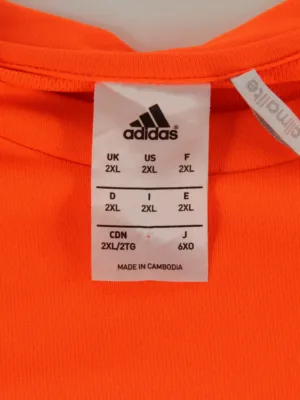 adidas
UK US F
2XL 2XL 2XL
D I E
2XL 2XL 2XL
CDN J
2XL/2TG 6XO
MADE IN CAMBODIA
climalite